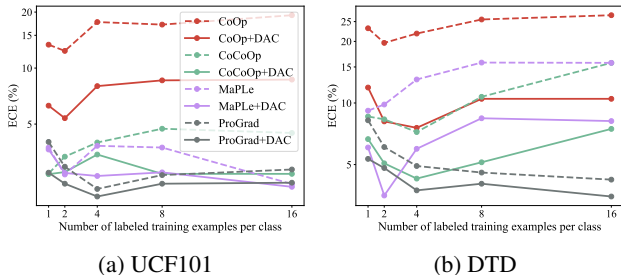 20
15
10
5
ECE (%)
CoOp
CoOp+DAC
CoCoOp
CoCoOp+DAC
MaPLe
MaPLe+DAC
ProGrad
ProGrad+DAC
1 2 4 8 16
Number of labeled training examples per class
(a) UCF101
25
20
15
10
5
ECE (%)
1 2 4 8 16
Number of labeled training examples per class
(b) DTD